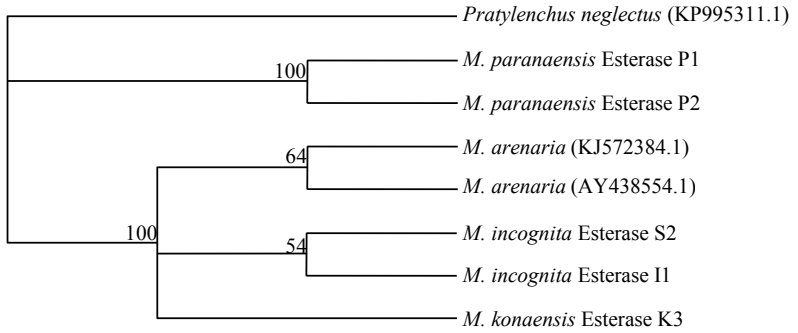 Pratylenchus neglectus (KP995311.1)
100
M. paranaensis Esterase P1
M. paranaensis Esterase P2
64
M. arenaria (KJ572384.1)
M. arenaria (AY438554.1)
100
54
M. incognita Esterase S2
M. incognita Esterase I1
M. konaensis Esterase K3